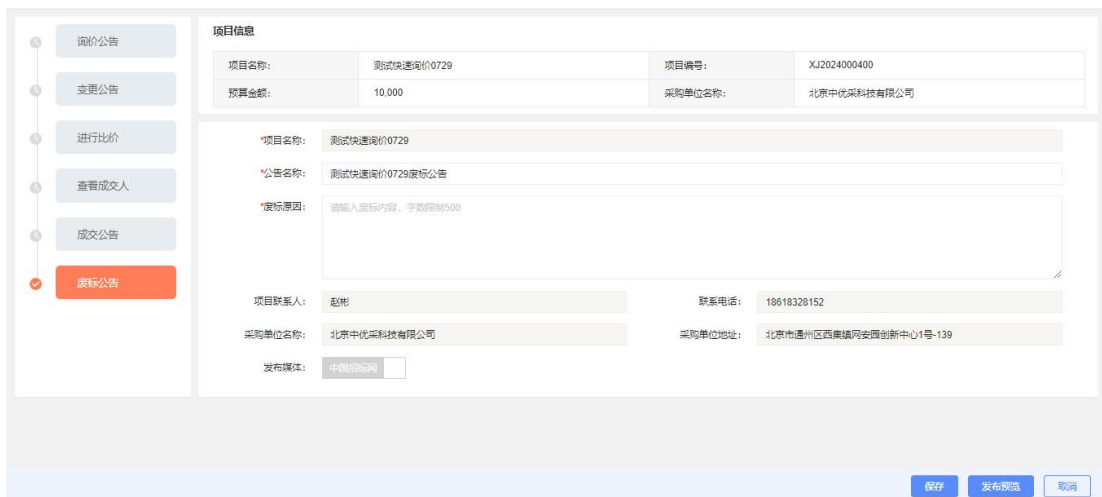 询价公告
变更公告
进行比价
查看成交人
成交公告
废标公告
项目信息
项目名称： 测试快速询价0729 项目编号： XJ2024000400
预算金额： 10,000 采购单位名称： 北京中优采科技有限公司
*项目名称： 测试快速询价0729
*公告名称： 测试快速询价0729废标公告
*废标原因： 请输入废标内容，字数限制500
项目联系人： 赵彬 联系电话： 18618328152
采购单位名称： 北京中优采科技有限公司 采购单位地址： 北京市通州区西集镇网安园创新中心1号-139
发布媒体： 中国招标网
保存 发布预览 取消